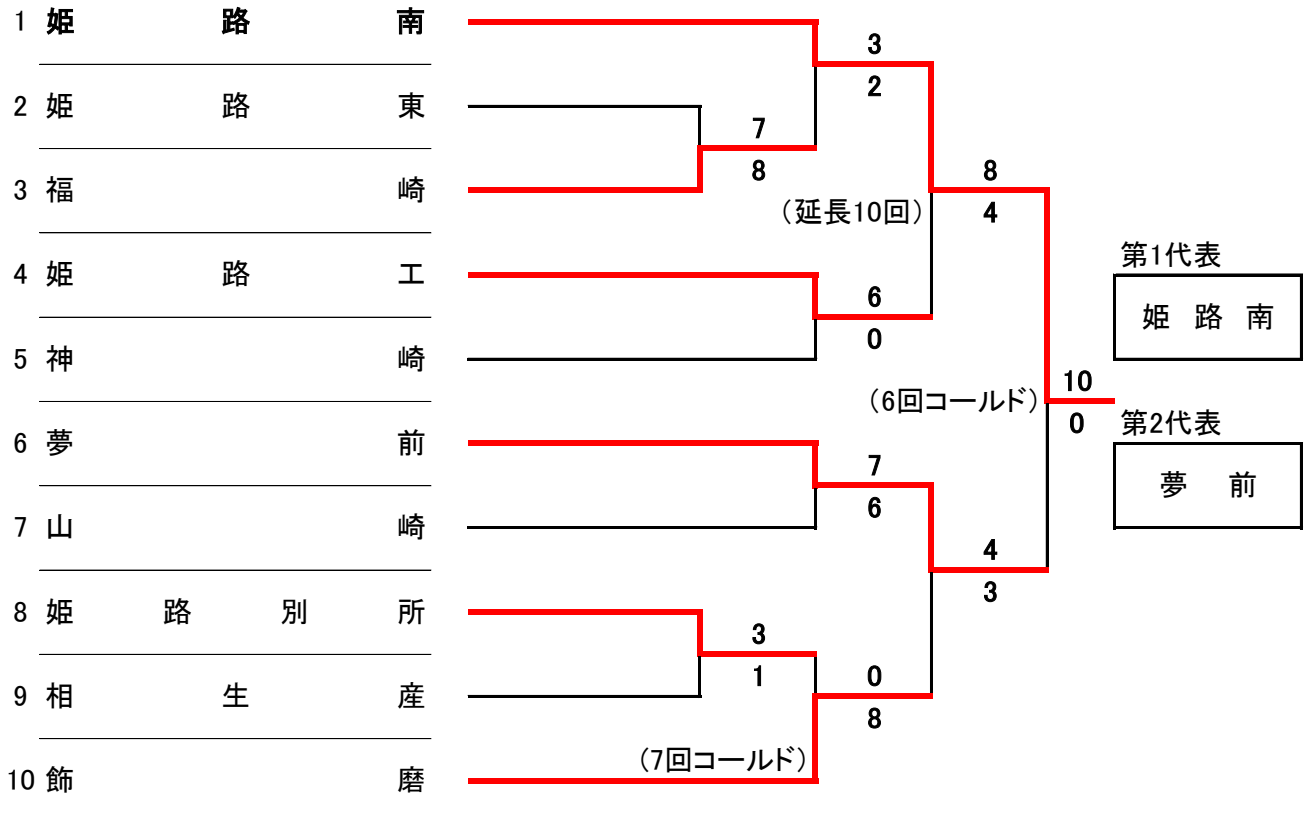 1 姫路南
3
2
2 姫路東
7
8
3 福崎
8
4
(延長10回)
4 姫路工
6
0
第1代表
姫路南
5 神崎
(6回コールド)
10
0
第2代表
夢前
6 夢前
7
6
7 山崎
4
3
8 姫路別所
3
1
9 相生産
0
8
(7回コールド)
10 飾磨